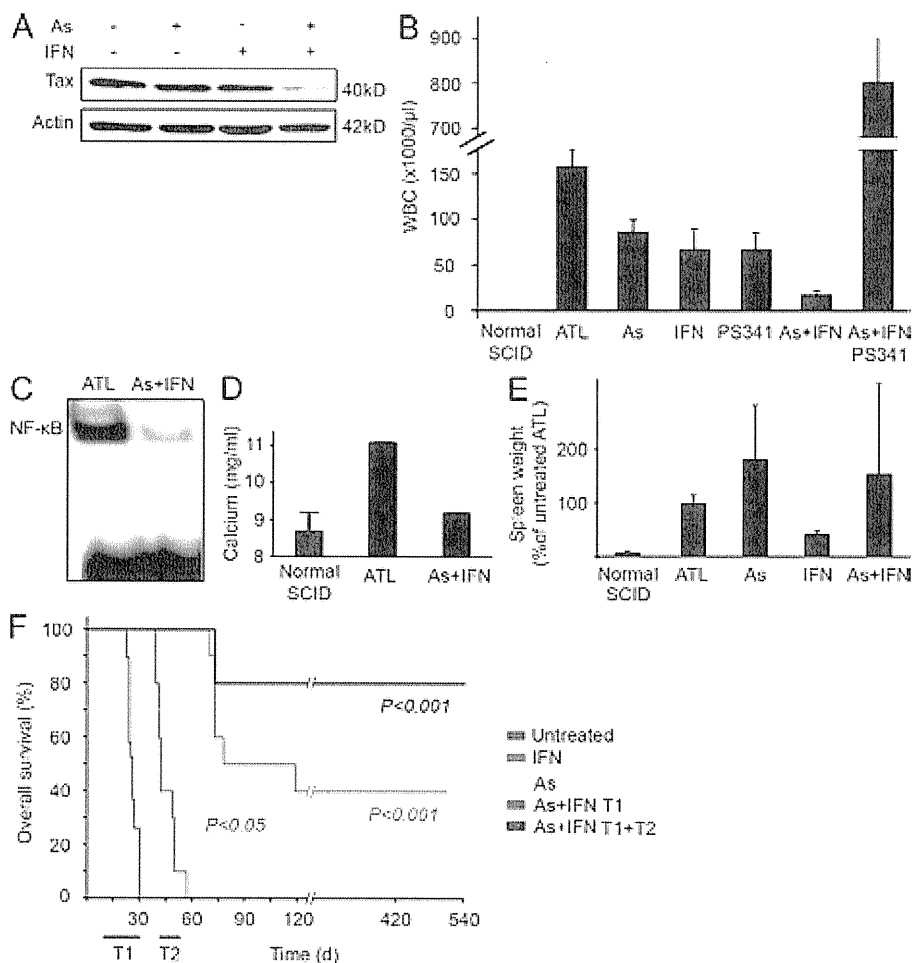 A
As - + - +
IFN - - + +
Tax 40kD
Actin 42kD
B
WBC (x1000/µl)
900
800
700
150
100
50
0
Normal SCID ATL As IFN PS341 As+IFN As+IFN PS341
C
ATL As+IFN
NF-κB
D
Calcium (mg/ml)
11
10
9
8
Normal SCID ATL As+IFN
E
Spleen weight
(%of untreated ATL)
200
100
Normal SCID ATL As IFN As+IFN
F
Overall survival (%)
100
80
60
40
20
0
P<0.001
P<0.05
P<0.001
30 60 90 120 420 540
T1 T2 Time (d)
Untreated
IFN
As
As+IFN T1
As+IFN T1+T2